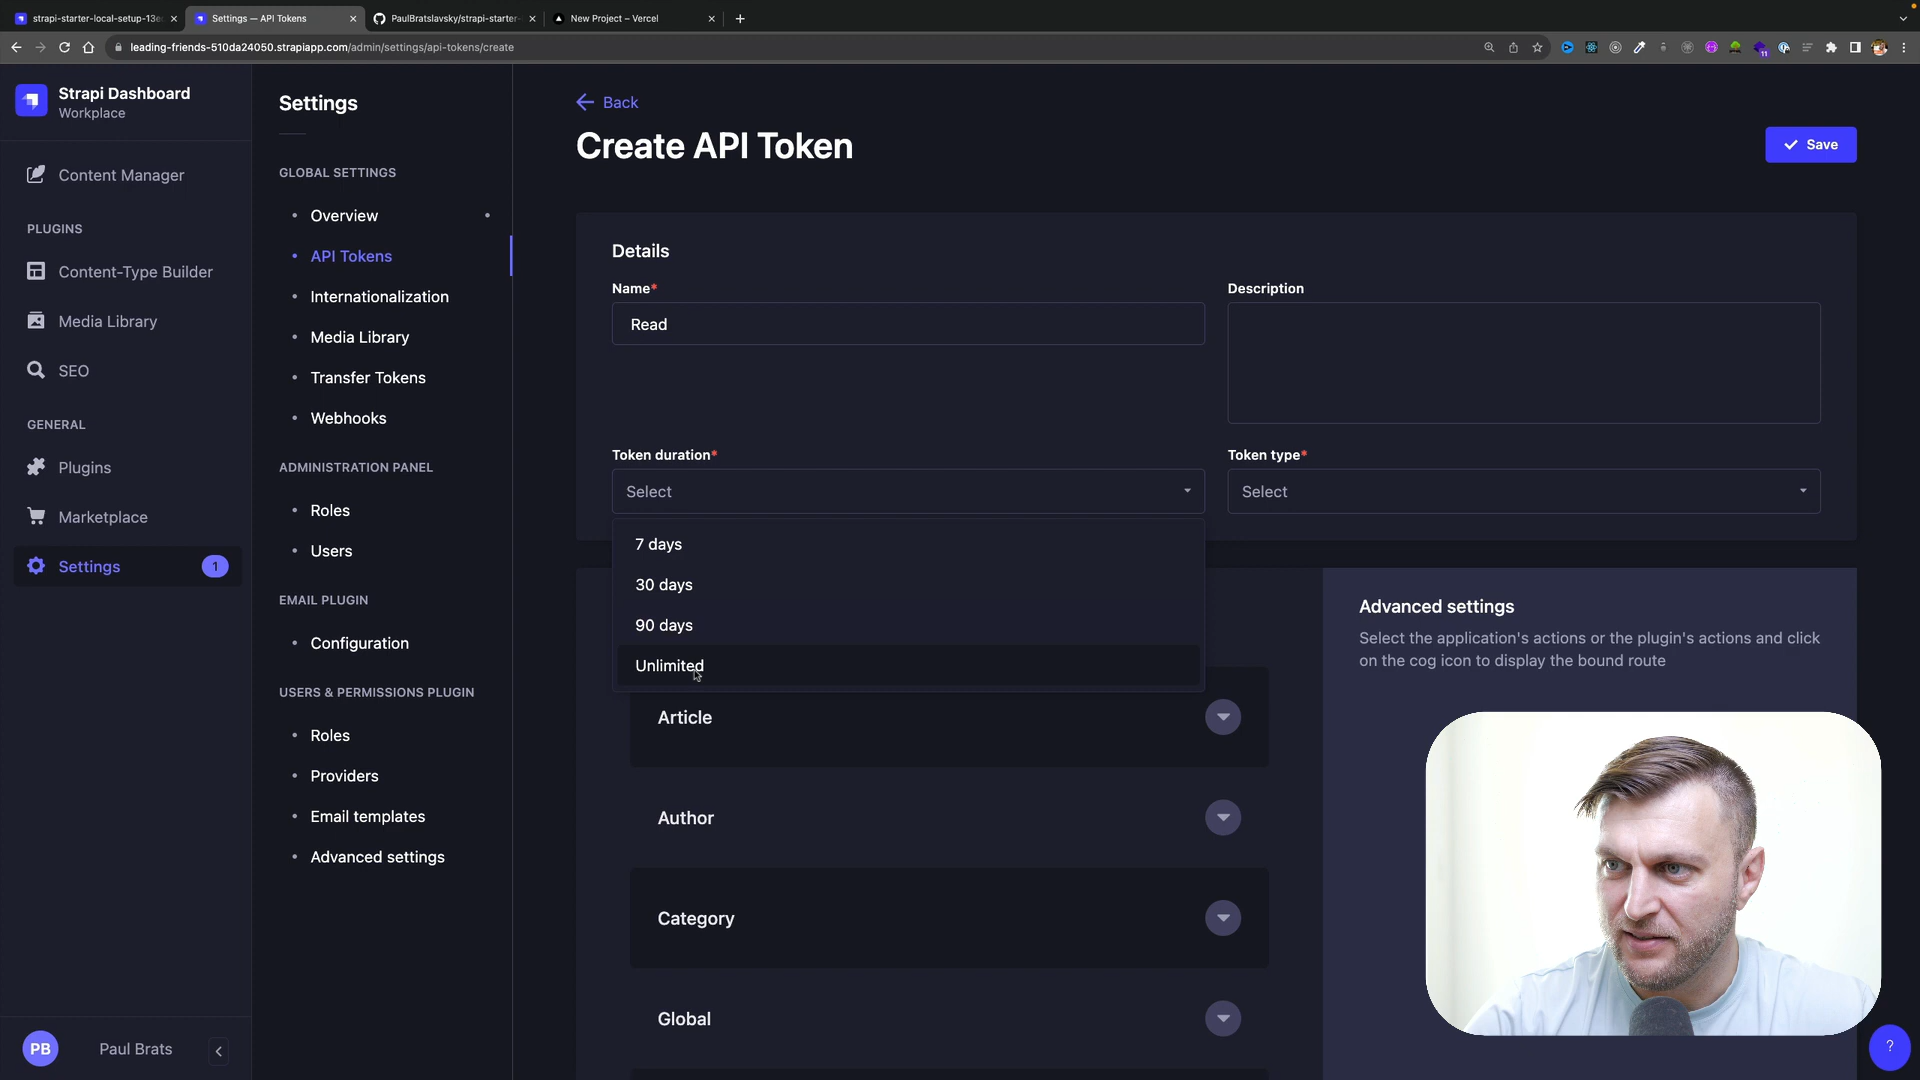 strapi-starter-local-setup-13e
Settings — API Tokens
PaulBratslavsky/strapi-starter-
New Project – Vercel
leading-friends-510da24050.strapiapp.com/admin/settings/api-tokens/create
11
Strapi Dashboard
Workplace
Content Manager
PLUGINS
Content-Type Builder
Media Library
SEO
GENERAL
Plugins
Marketplace
Settings
1
PB
Paul Brats
Settings
GLOBAL SETTINGS
Overview
API Tokens
Internationalization
Media Library
Transfer Tokens
Webhooks
ADMINISTRATION PANEL
Roles
Users
EMAIL PLUGIN
Configuration
USERS & PERMISSIONS PLUGIN
Roles
Providers
Email templates
Advanced settings
Back
Create API Token
Save
Details
Name*
Read
Description
Token duration*
Select
Token type*
Select
7 days
30 days
90 days
Unlimited
Article
Author
Category
Global
Advanced settings
Select the application's actions or the plugin's actions and click
on the cog icon to display the bound route
?